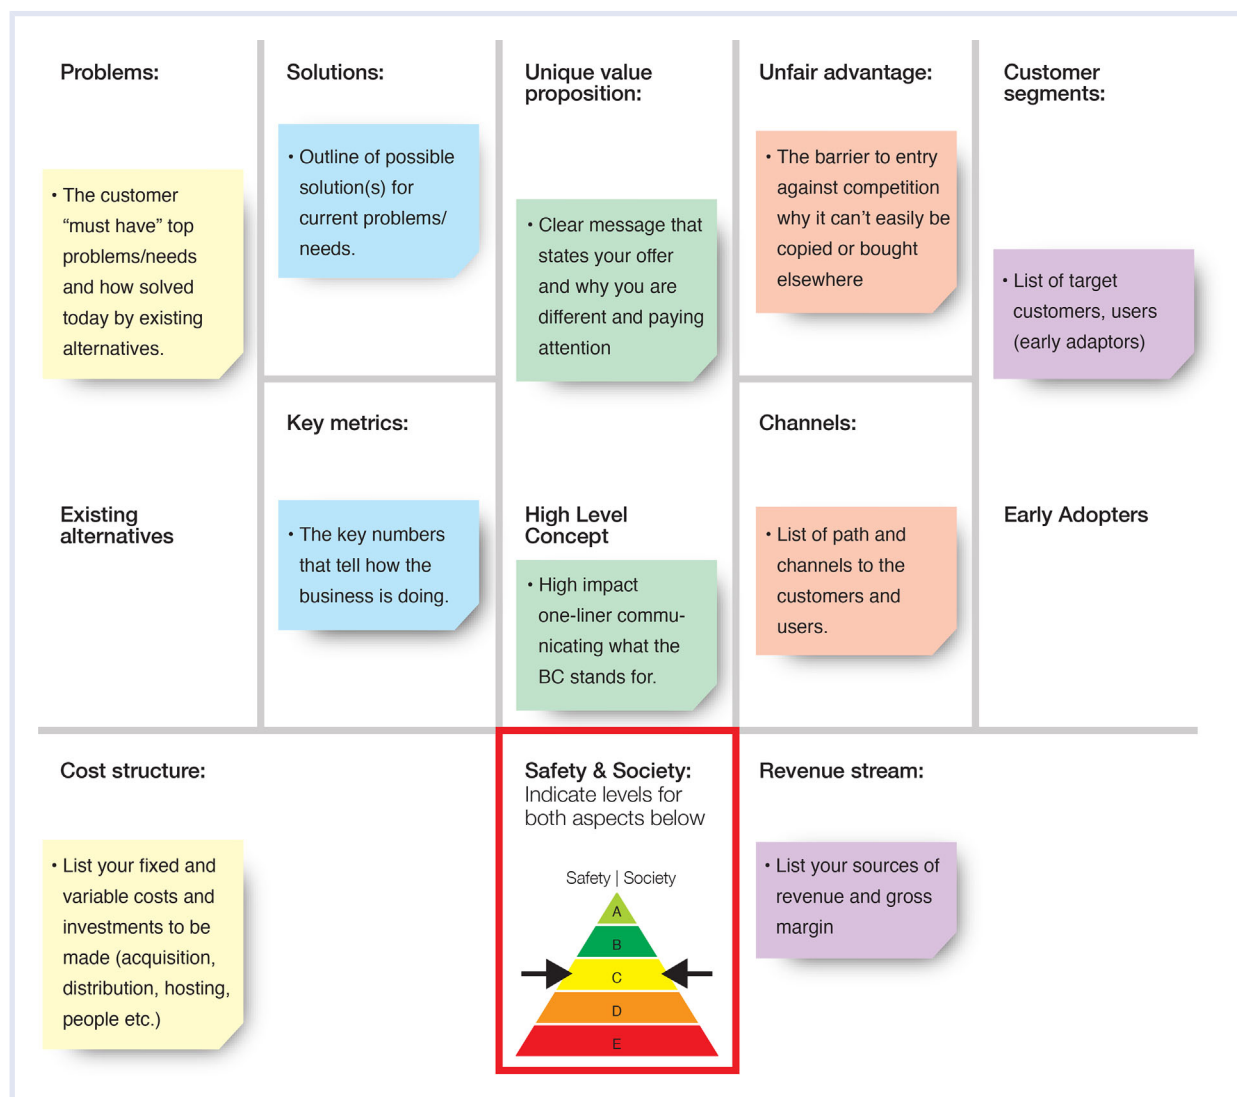 Problems:
• The customer
“must have” top
problems/needs
and how solved
today by existing
alternatives.
Existing
alternatives
Solutions:
• Outline of possible
solution(s) for
current problems/
needs.
Key metrics:
• The key numbers
that tell how the
business is doing.
Unique value
proposition:
• Clear message that
states your offer
and why you are
different and paying
attention
High Level
Concept
• High impact
one-liner commu-
nicating what the
BC stands for.
Unfair advantage:
• The barrier to entry
against competition
why it can’t easily be
copied or bought
elsewhere
Channels:
• List of path and
channels to the
customers and
users.
Customer
segments:
• List of target
customers, users
(early adaptors)
Early Adopters
Cost structure:
• List your fixed and
variable costs and
investments to be
made (acquisition,
distribution, hosting,
people etc.)
Safety & Society:
Indicate levels for
both aspects below
Safety | Society
A
B
C
D
E
Revenue stream:
• List your sources of
revenue and gross
margin